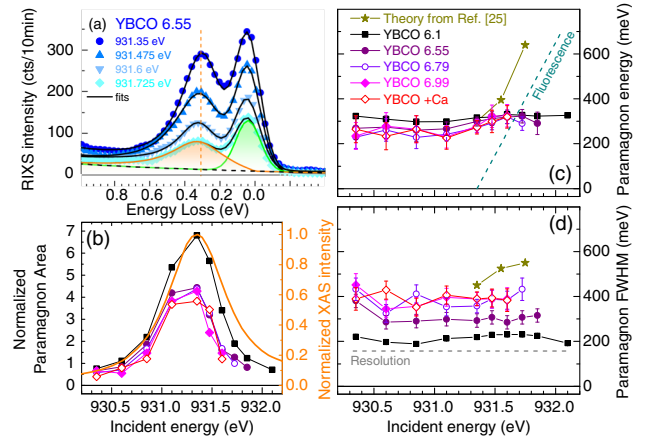 (a) YBCO 6.55
931.35 eV
931.475 eV
931.6 eV
931.725 eV
fits
RIXS intensity (cts/10min)
300
200
100
0
0.8 0.6 0.4 0.2 0.0
Energy Loss (eV)
Theory from Ref. [25]
YBCO 6.1
YBCO 6.55
YBCO 6.79
YBCO 6.99
YBCO +Ca
Fluorescence
(c)
600
400
200
0
Paramagnon energy (meV)
(b)
Normalized
Paramagnon Area
7
6
5
4
3
2
1
0
1.0
0.8
0.6
0.4
0.2
0.0
Normalized XAS intensity
930.5 931.0 931.5 932.0
Incident energy (eV)
(d)
Resolution
600
400
200
0
Paramagnon FWHM (meV)
930.5 931.0 931.5 932.0
Incident energy (eV)